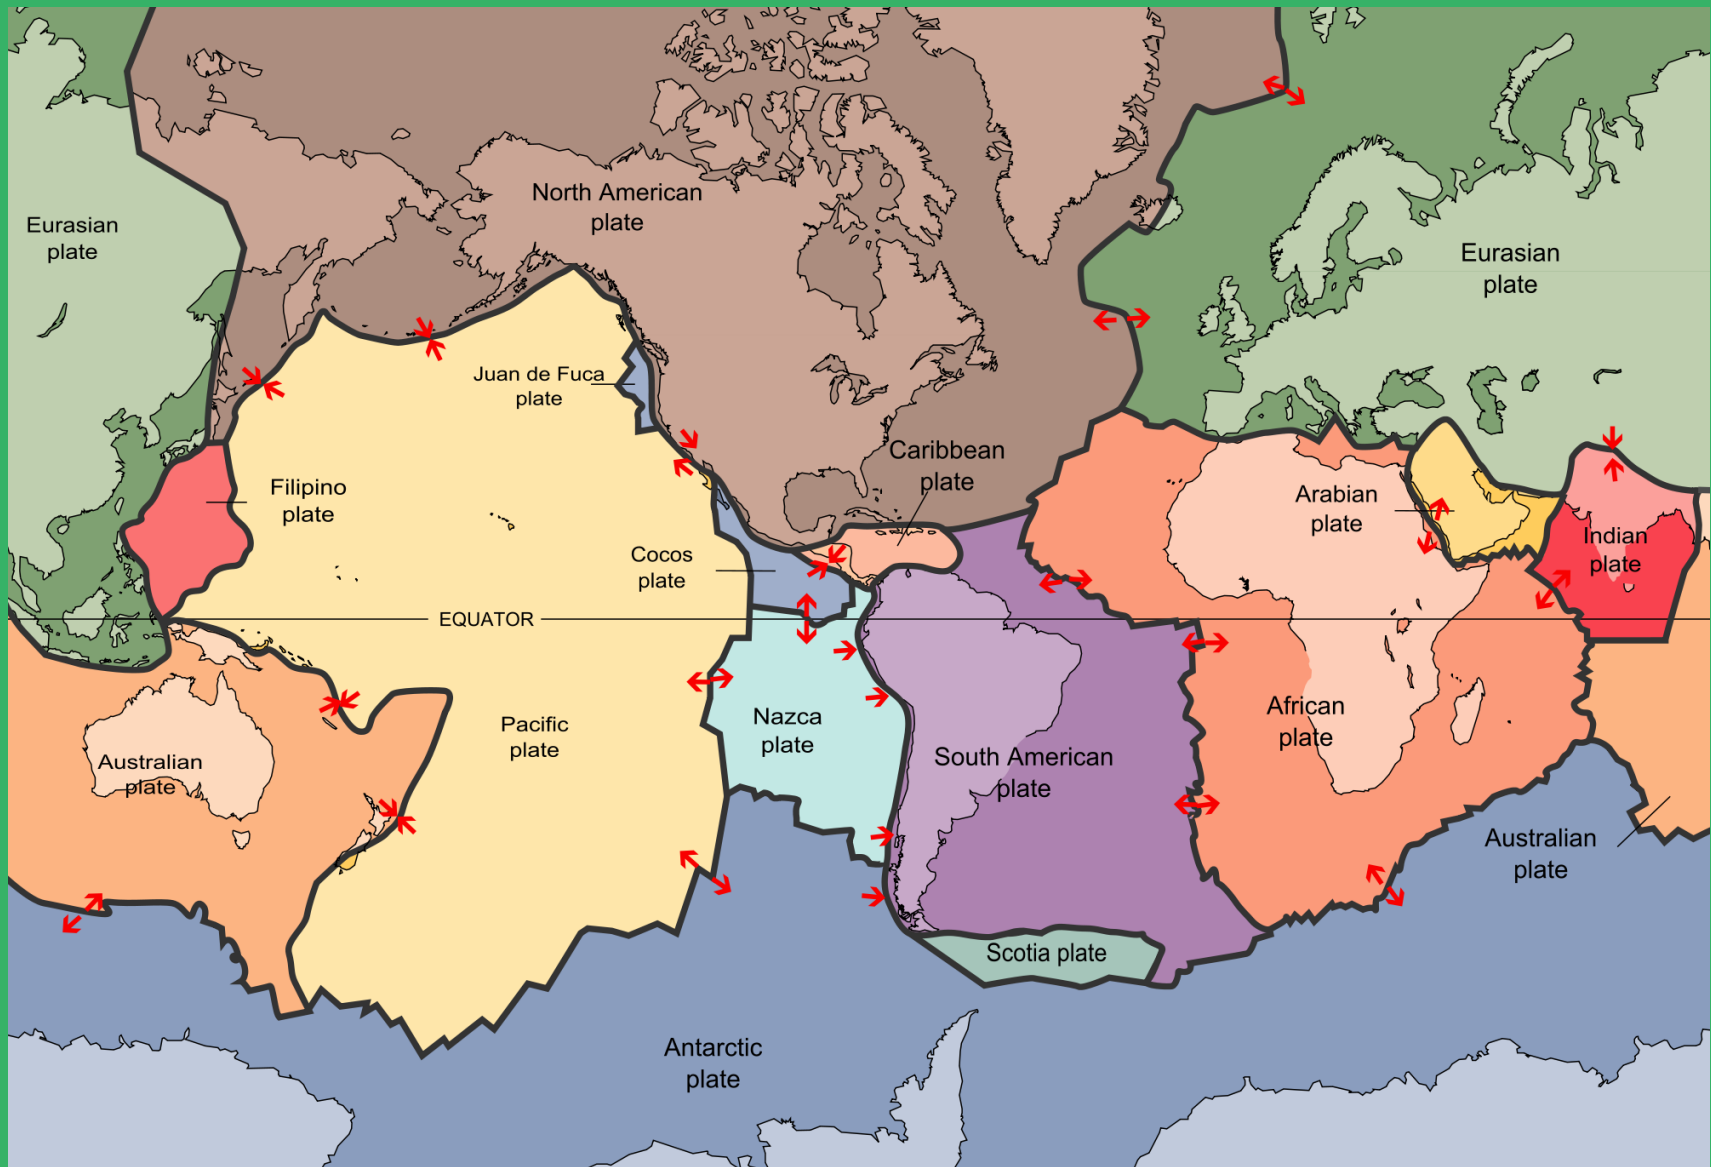 North American
plate
Eurasian
plate
Eurasian
plate
Juan de Fuca
plate
Caribbean
plate
Filipino
plate
Arabian
plate
Indian
plate
Cocos
plate
EQUATOR
African
plate
Nazca
plate
Pacific
plate
South American
plate
Australian
plate
Australian
plate
Scotia plate
Antarctic
plate